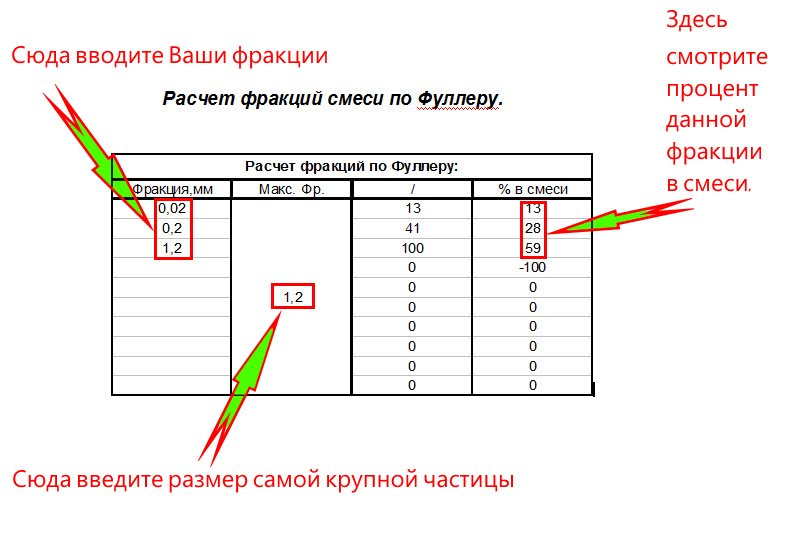 Здесь
Сюда вводите Ваши фракции
смотрите
процент
данной
фракции
в смеси.
Расчет фракций смеси по Фуллеру.
Расчет фракций по Фуллеру:
Фракция,мм Макс. Фр. / % в смеси
0,02 13 13
0,2 41 28
1,2 100 59
0 -100
0 0
1,2
0 0
0 0
0 0
0 0
0 0
Сюда введите размер самой крупной частицы